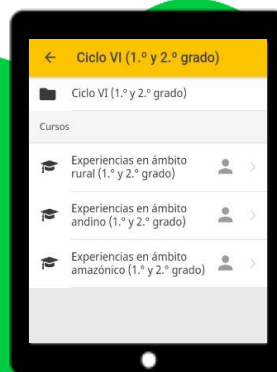 Ciclo VI (1.º y 2.º grado)
Ciclo VI (1.º y 2.º grado)
Cursos
Experiencias en ámbito
rural (1.º y 2.º grado)
Experiencias en ámbito
andino (1.º y 2.º grado)
Experiencias en ámbito
amazónico (1.º y 2.º grado)